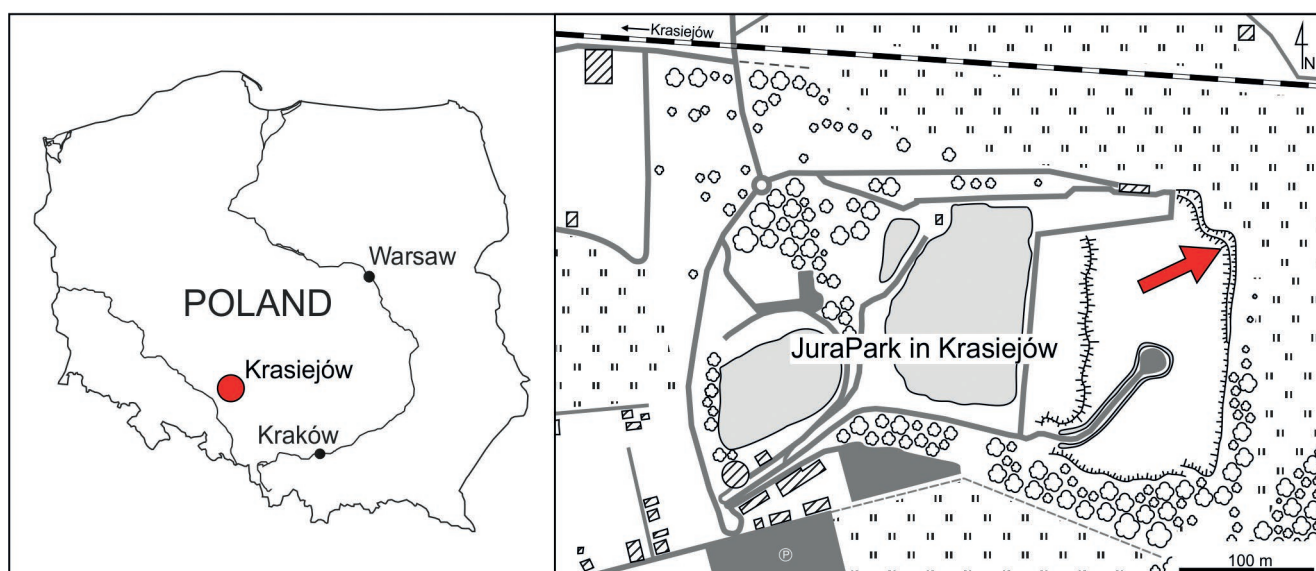 Warsaw
POLAND
Krasiejów
Kraków
Krasiejów
N
JuraPark in Krasiejów
P
100 m